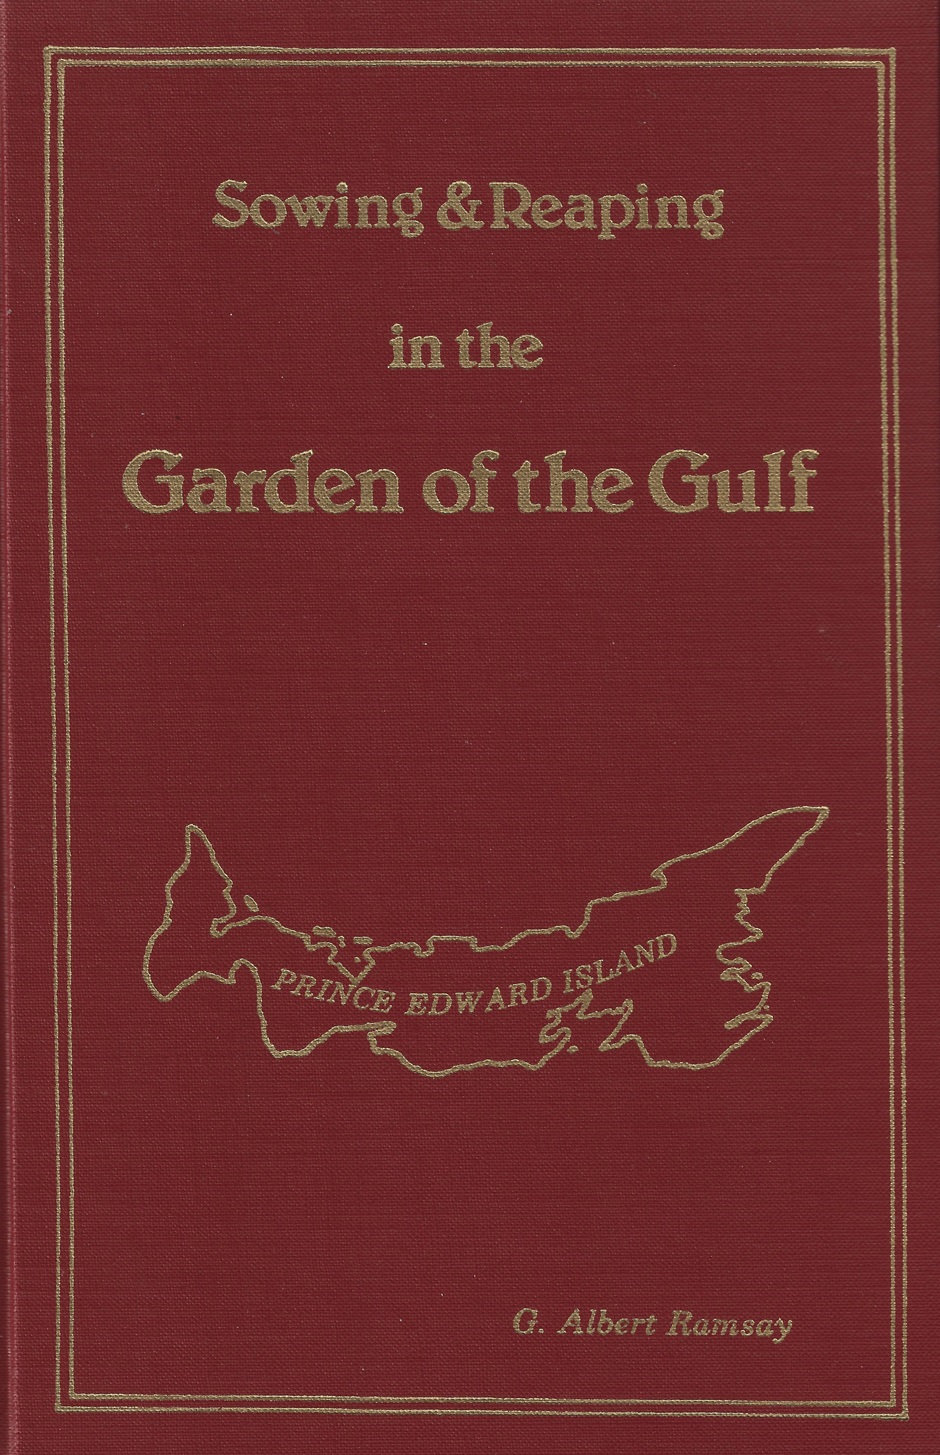 Sowing & Reaping
in the
Garden of the Gulf
PRINCE EDWARD ISLAND
G. Albert Ramsay